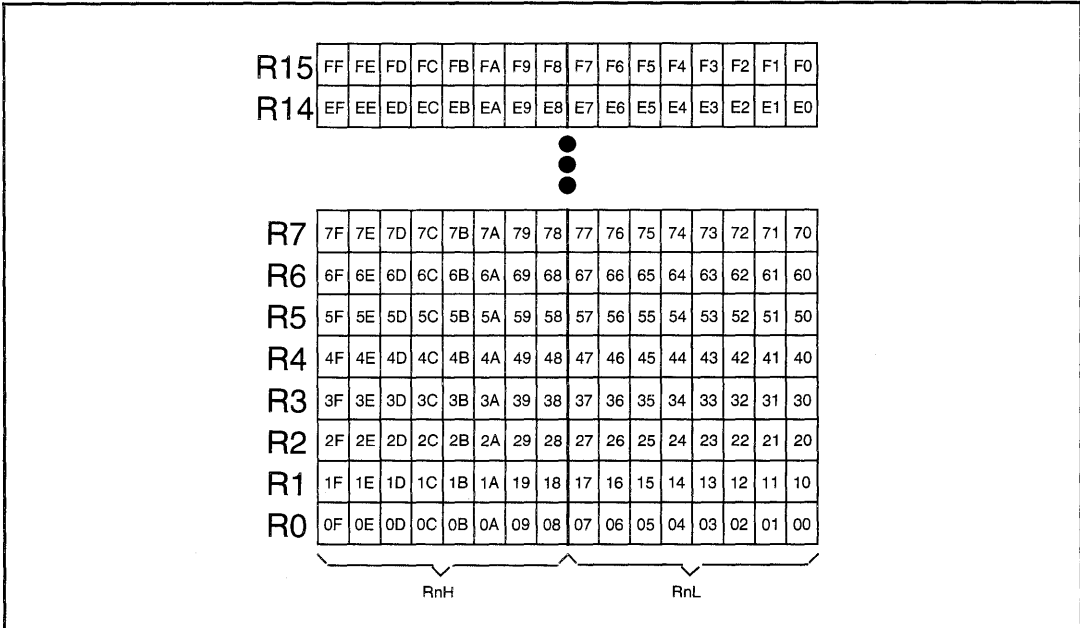 R15 FF FE FD FC FB FA F9 F8 F7 F6 F5 F4 F3 F2 F1 F0
R14 EF EE ED EC EB EA E9 E8 E7 E6 E5 E4 E3 E2 E1 E0
R7 7F 7E 7D 7C 7B 7A 79 78 77 76 75 74 73 72 71 70
R6 6F 6E 6D 6C 6B 6A 69 68 67 66 65 64 63 62 61 60
R5 5F 5E 5D 5C 5B 5A 59 58 57 56 55 54 53 52 51 50
R4 4F 4E 4D 4C 4B 4A 49 48 47 46 45 44 43 42 41 40
R3 3F 3E 3D 3C 3B 3A 39 38 37 36 35 34 33 32 31 30
R2 2F 2E 2D 2C 2B 2A 29 28 27 26 25 24 23 22 21 20
R1 1F 1E 1D 1C 1B 1A 19 18 17 16 15 14 13 12 11 10
R0 0F 0E 0D 0C 0B 0A 09 08 07 06 05 04 03 02 01 00
RnH RnL